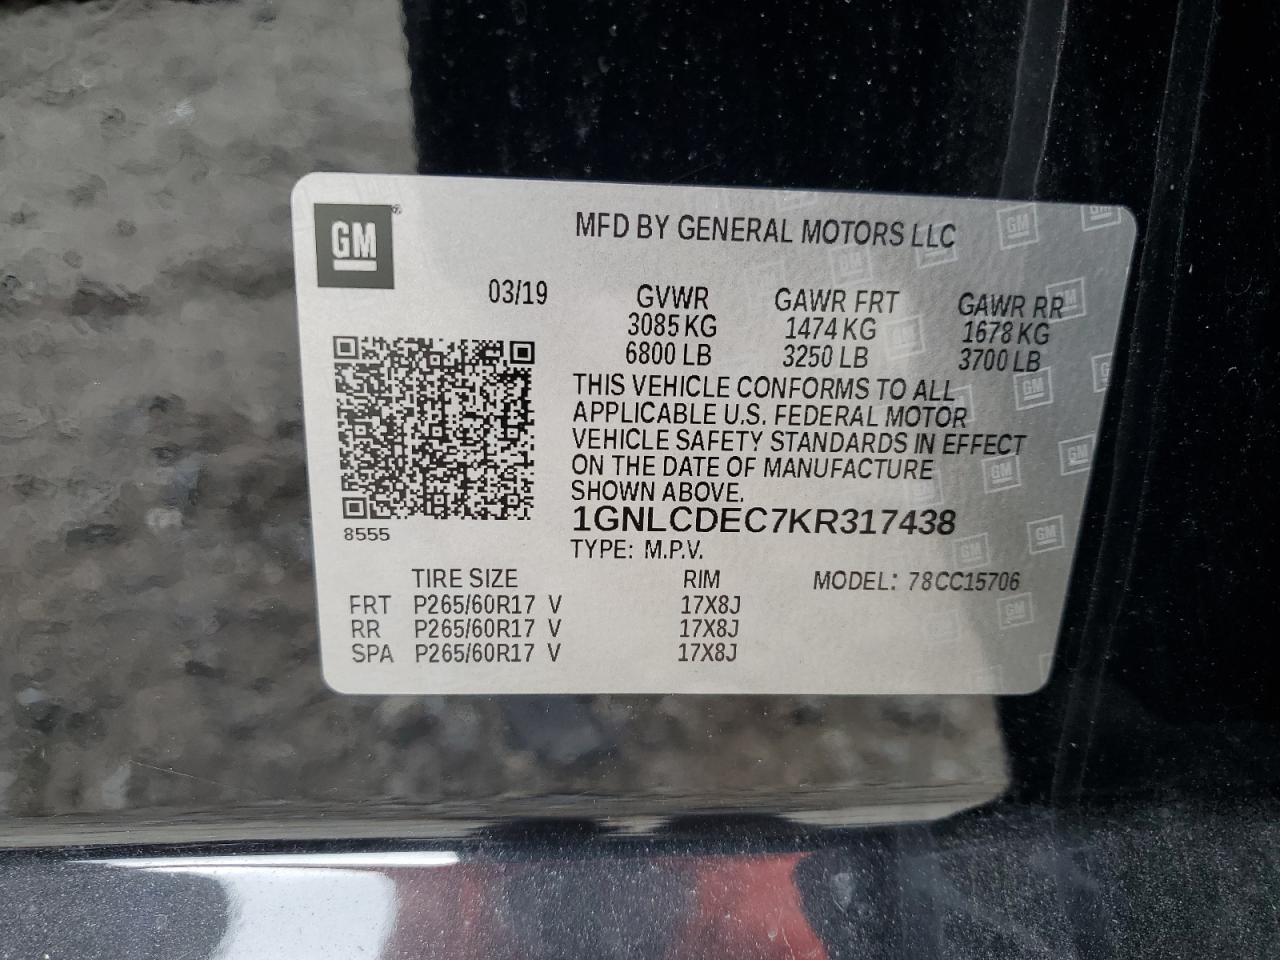 GM
MFD BY GENERAL MOTORS LLC
03/19 GVWR GAWR FRT GAWR RR
3085 KG 1474 KG 1678 KG
6800 LB 3250 LB 3700 LB
THIS VEHICLE CONFORMS TO ALL
APPLICABLE U.S. FEDERAL MOTOR
VEHICLE SAFETY STANDARDS IN EFFECT
ON THE DATE OF MANUFACTURE
SHOWN ABOVE.
1GNLCDEC7KR317438
8555
TYPE: M.P.V.
TIRE SIZE RIM MODEL: 78CC15706
FRT P265/60R17 V 17X8J
RR P265/60R17 V 17X8J
SPA P265/60R17 V 17X8J